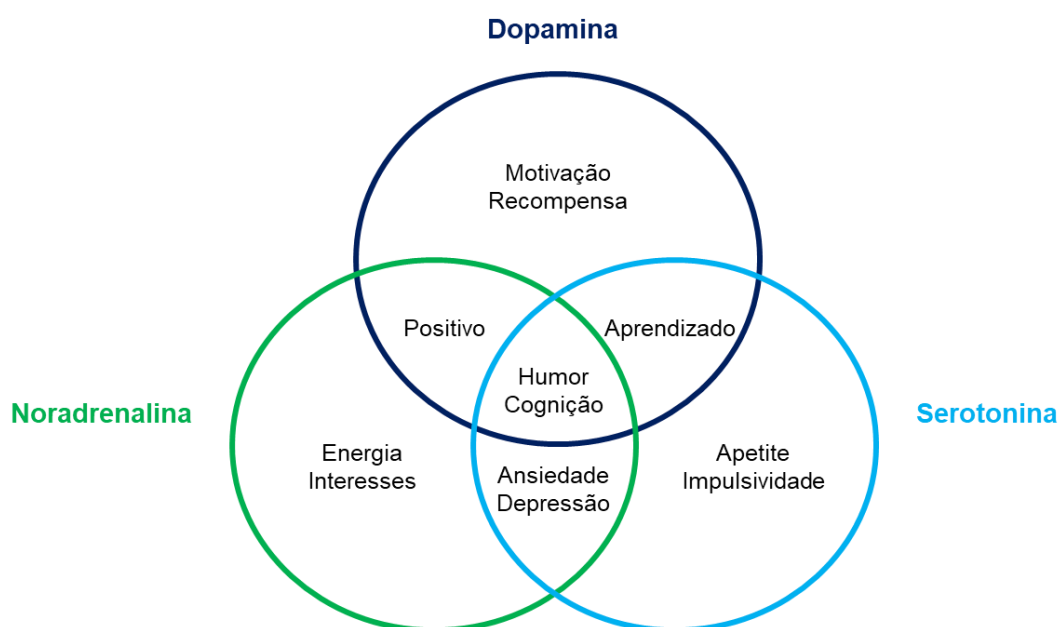 Dopamina
Motivação
Recompensa
Positivo
Aprendizado
Humor
Cognição
Noradrenalina
Serotonina
Energia
Interesses
Ansiedade
Depressão
Apetite
Impulsividade